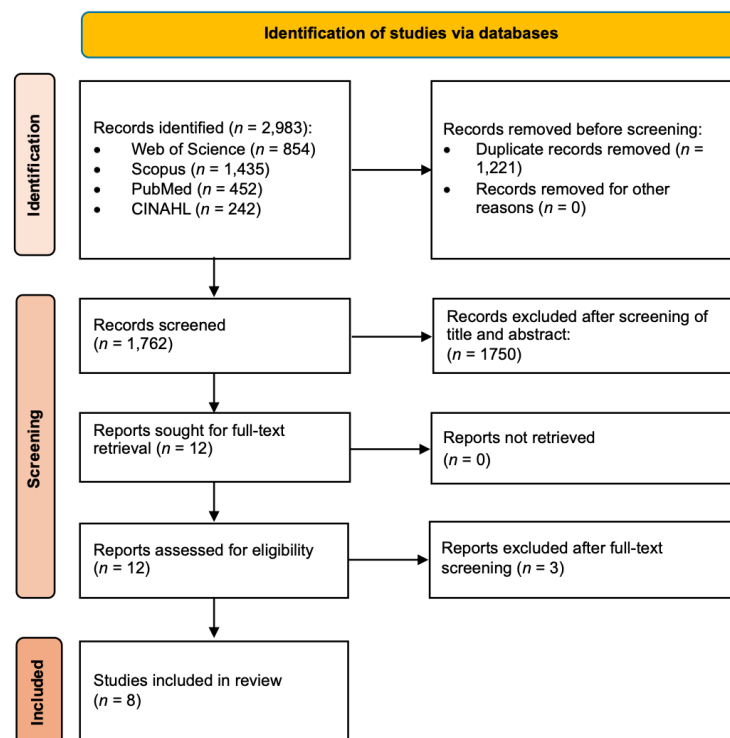 Identification of studies via databases
Identification
Records identified (n = 2,983):
• Web of Science (n = 854)
• Scopus (n = 1,435)
• PubMed (n = 452)
• CINAHL (n = 242)
Records removed before screening:
• Duplicate records removed (n =
1,221)
• Records removed for other
reasons (n = 0)
Screening
Records screened
(n = 1,762)
Records excluded after screening of
title and abstract:
(n = 1750)
Reports sought for full-text
retrieval (n = 12)
Reports not retrieved
(n = 0)
Reports assessed for eligibility
(n = 12)
Reports excluded after full-text
screening (n = 3)
Included
Studies included in review
(n = 8)